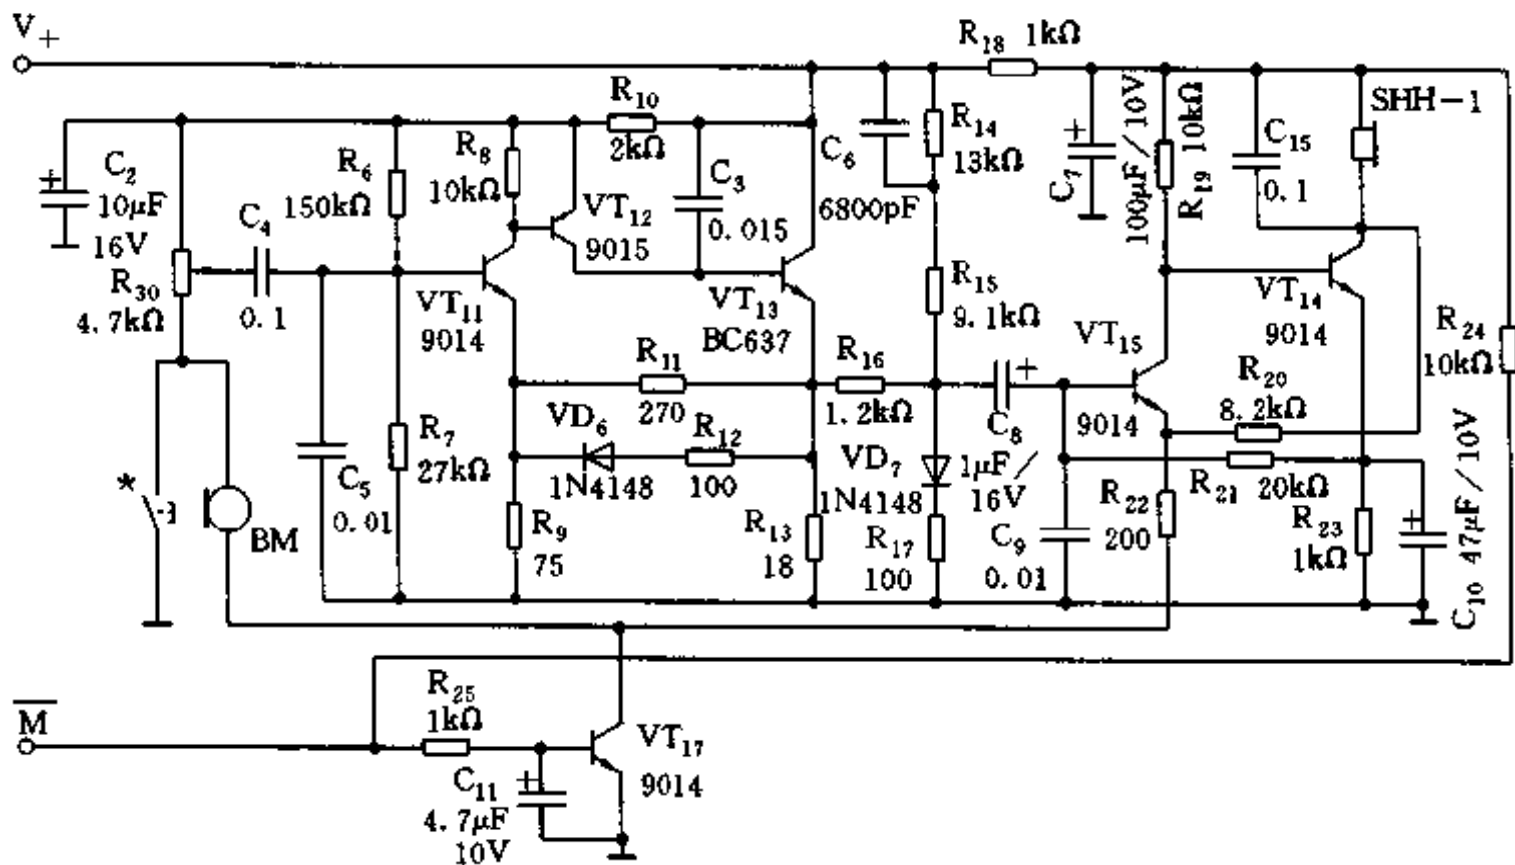 V+
R18 1kΩ
SHH-1
R10
2kΩ
C2
10μF
16V
R6
150kΩ
R8
10kΩ
VT12
9015
C3
0.015
C6
6800pF
R14
13kΩ
C7
100μF/10V
R19 10kΩ
C15
0.1
C4
0.1
R30
4.7kΩ
VT11
9014
VT13
BC637
R15
9.1kΩ
VT14
9014
R24
10kΩ
R11
270
R16
1.2kΩ
VT15
9014
R20
8.2kΩ
VD6
1N4148
R12
100
C8
1μF/
16V
VD7
1N4148
R21
20kΩ
R7
27kΩ
C5
0.01
*
BM
R9
75
R13
18
R17
100
C9
0.01
R22
200
R23
1kΩ
C10 47μF/10V
M
R25
1kΩ
VT17
9014
C11
4.7μF
10V